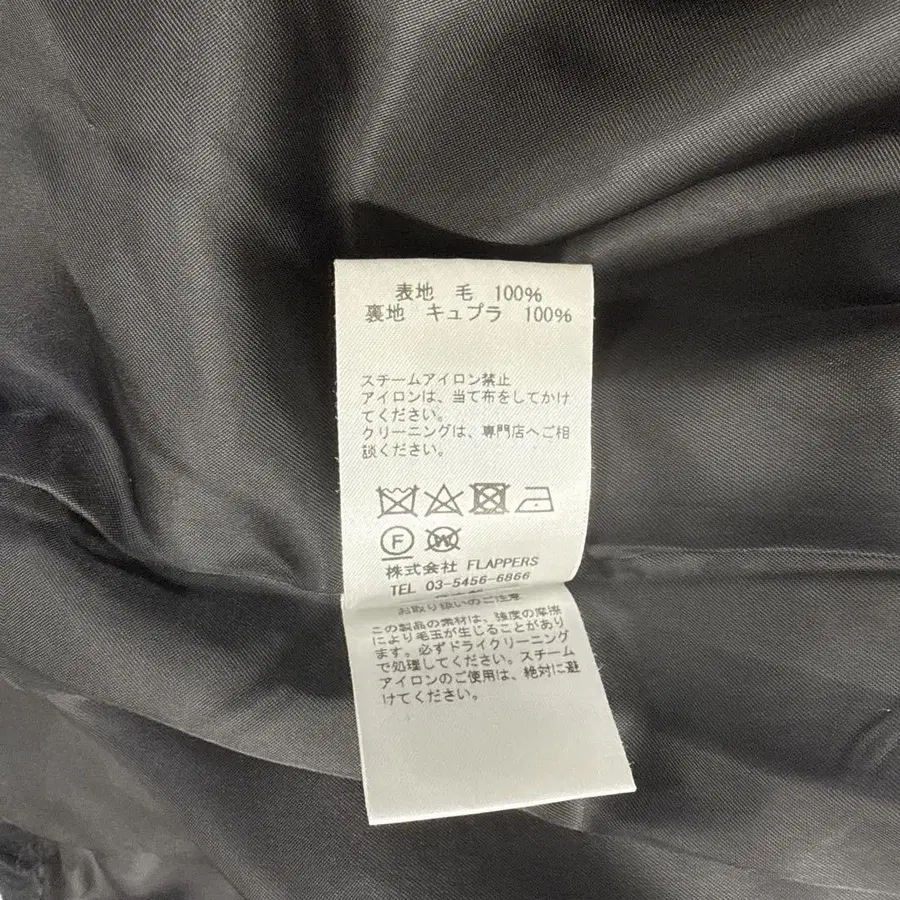 表地 毛 100%
裏地 キュプラ 100%
スチームアイロン禁止
アイロンは、当て布をしてかけ
てください。
クリーニングは、専門店へご相
談ください。
F W
株式会社 FLAPPERS
TEL 03-5456-6866
お取り扱いのご注意
この製品の素材は、強度の摩擦
により毛玉が生じることがあり
ます。必ずドライクリーニング
で処理してください。スチーム
アイロンのご使用は、絶対に避
けてください。